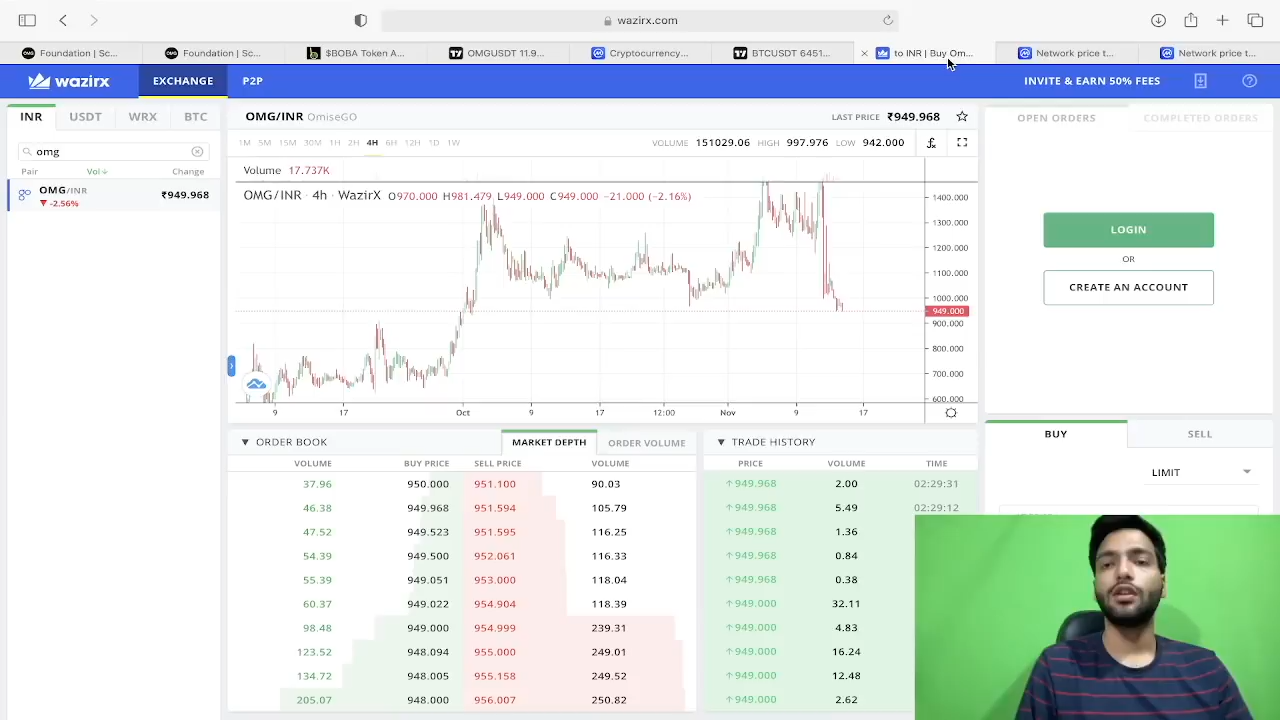 wazirx.com
Foundation | Sc...
Foundation | Sc...
$BOBA Token A...
OMGUSDT 11.9...
Cryptocurrency...
BTCUSDT 6451...
to INR | Buy Om...
Network price t...
Network price t...
wazirx
EXCHANGE
P2P
INVITE & EARN 50% FEES
INR USDT WRX BTC
omg
Pair Vol↓ Change
OMG/INR ₹949.968
▼ -2.56%
OMG/INR OmiseGO
LAST PRICE ₹949.968
1M 5M 15M 30M 1H 2H 4H 6H 12H 1D 1W
VOLUME 151029.06 HIGH 997.976 LOW 942.000
Volume 17.737K
OMG/INR · 4h · WazirX O970.000 H981.479 L949.000 C949.000 −21.000 (−2.16%)
1400.000
1300.000
1200.000
1100.000
1000.000
949.000
900.000
800.000
700.000
600.000
9 17 Oct 9 17 12:00 Nov 9 17
OPEN ORDERS COMPLETED ORDERS
LOGIN
OR
CREATE AN ACCOUNT
▼ ORDER BOOK MARKET DEPTH ORDER VOLUME
VOLUME BUY PRICE SELL PRICE VOLUME
37.96 950.000 951.100 90.03
46.38 949.968 951.594 105.79
47.52 949.523 951.595 116.25
54.39 949.500 952.061 116.33
55.39 949.051 953.000 118.04
60.37 949.022 954.904 118.39
98.48 949.000 954.999 239.31
123.52 948.094 955.000 249.01
134.72 948.005 955.158 249.52
205.07 948.000 956.007 250.82
▼ TRADE HISTORY
PRICE VOLUME TIME
↑949.968 2.00 02:29:31
↑949.968 5.49 02:29:12
↑949.968 1.36
↑949.968 0.84
↑949.968 0.38
↑949.000 32.11
↑949.000 4.83
↑949.000 16.24
↑949.000 12.48
↑949.000 2.62
BUY SELL
LIMIT